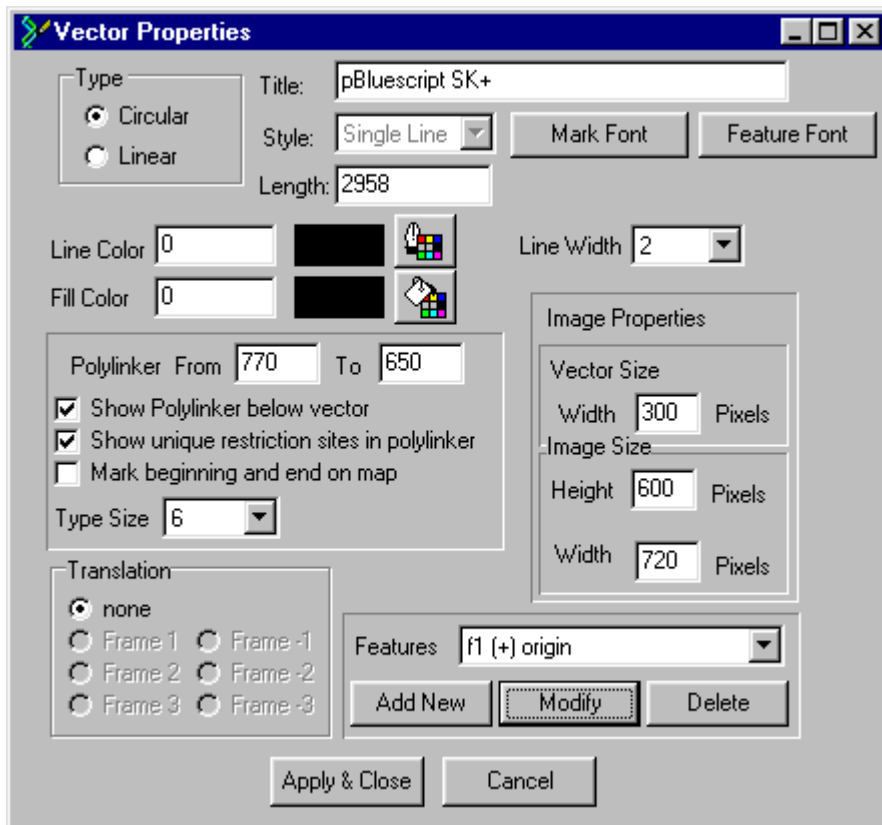 Vector Properties
Type
Circular
Linear
Title: pBluescript SK+
Style: Single Line
Mark Font
Feature Font
Length: 2958
Line Color 0
Line Width 2
Fill Color 0
Polylinker From 770 To 650
Show Polylinker below vector
Show unique restriction sites in polylinker
Mark beginning and end on map
Type Size 6
Image Properties
Vector Size
Width 300 Pixels
Image Size
Height 600 Pixels
Width 720 Pixels
Translation
none
Frame 1 Frame -1
Frame 2 Frame -2
Frame 3 Frame -3
Features f1 (+) origin
Add New Modify Delete
Apply & Close Cancel